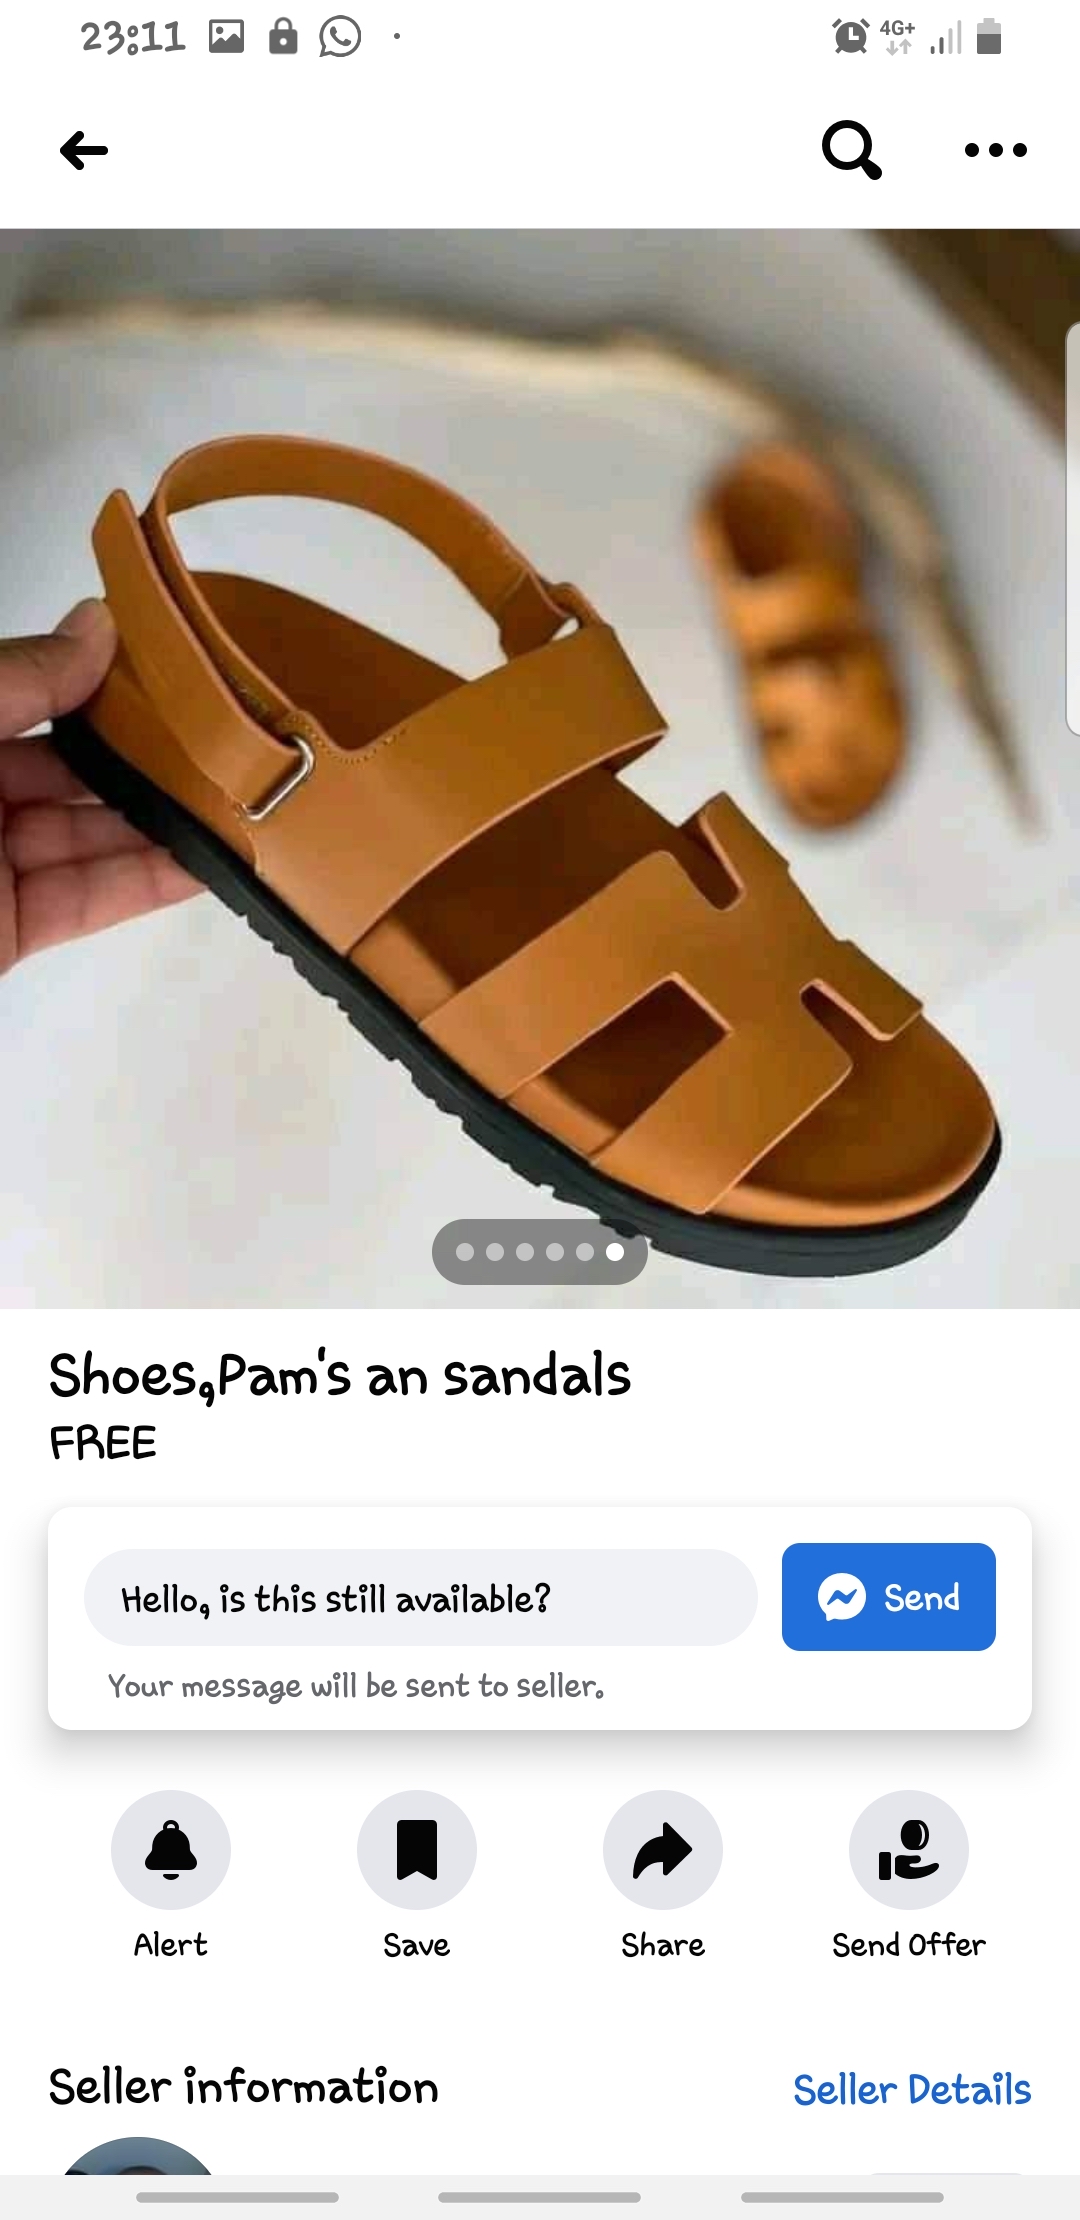 23:11
4G+
Shoes,Pam's an sandals
FREE
Hello, is this still available?
Send
Your message will be sent to seller.
Alert
Save
Share
Send Offer
Seller information
Seller Details